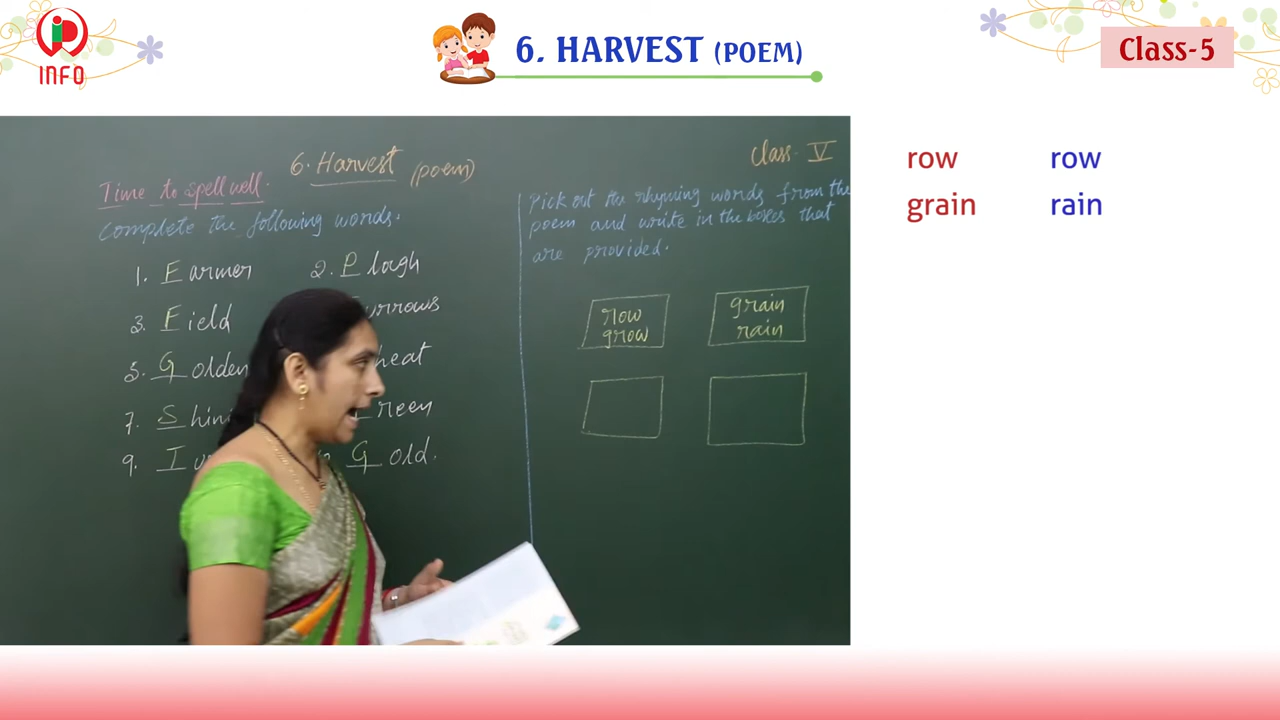 INFO
6. HARVEST (POEM)
Class-5
6. Harvest (poem)
Class- V
Time to spell well.
Complete the following words.
1. Farmer
2. Plogh
3. Field
urrows
5. Golden
heat
7. Shin
reen
9. I
Gold.
Pick out the rhyming words from the
poem and write in the boxes that
are provided.
row
grow
grain
rain
row row
grain rain